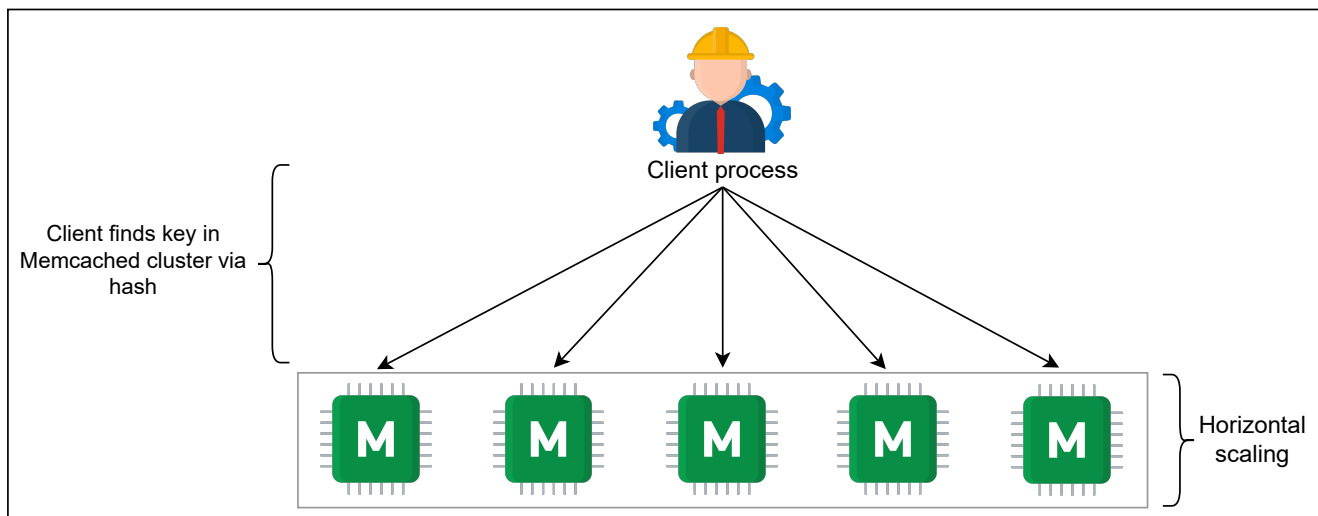 Client process
Client finds key in
Memcached cluster via
hash
M
M
M
M
M
Horizontal
scaling